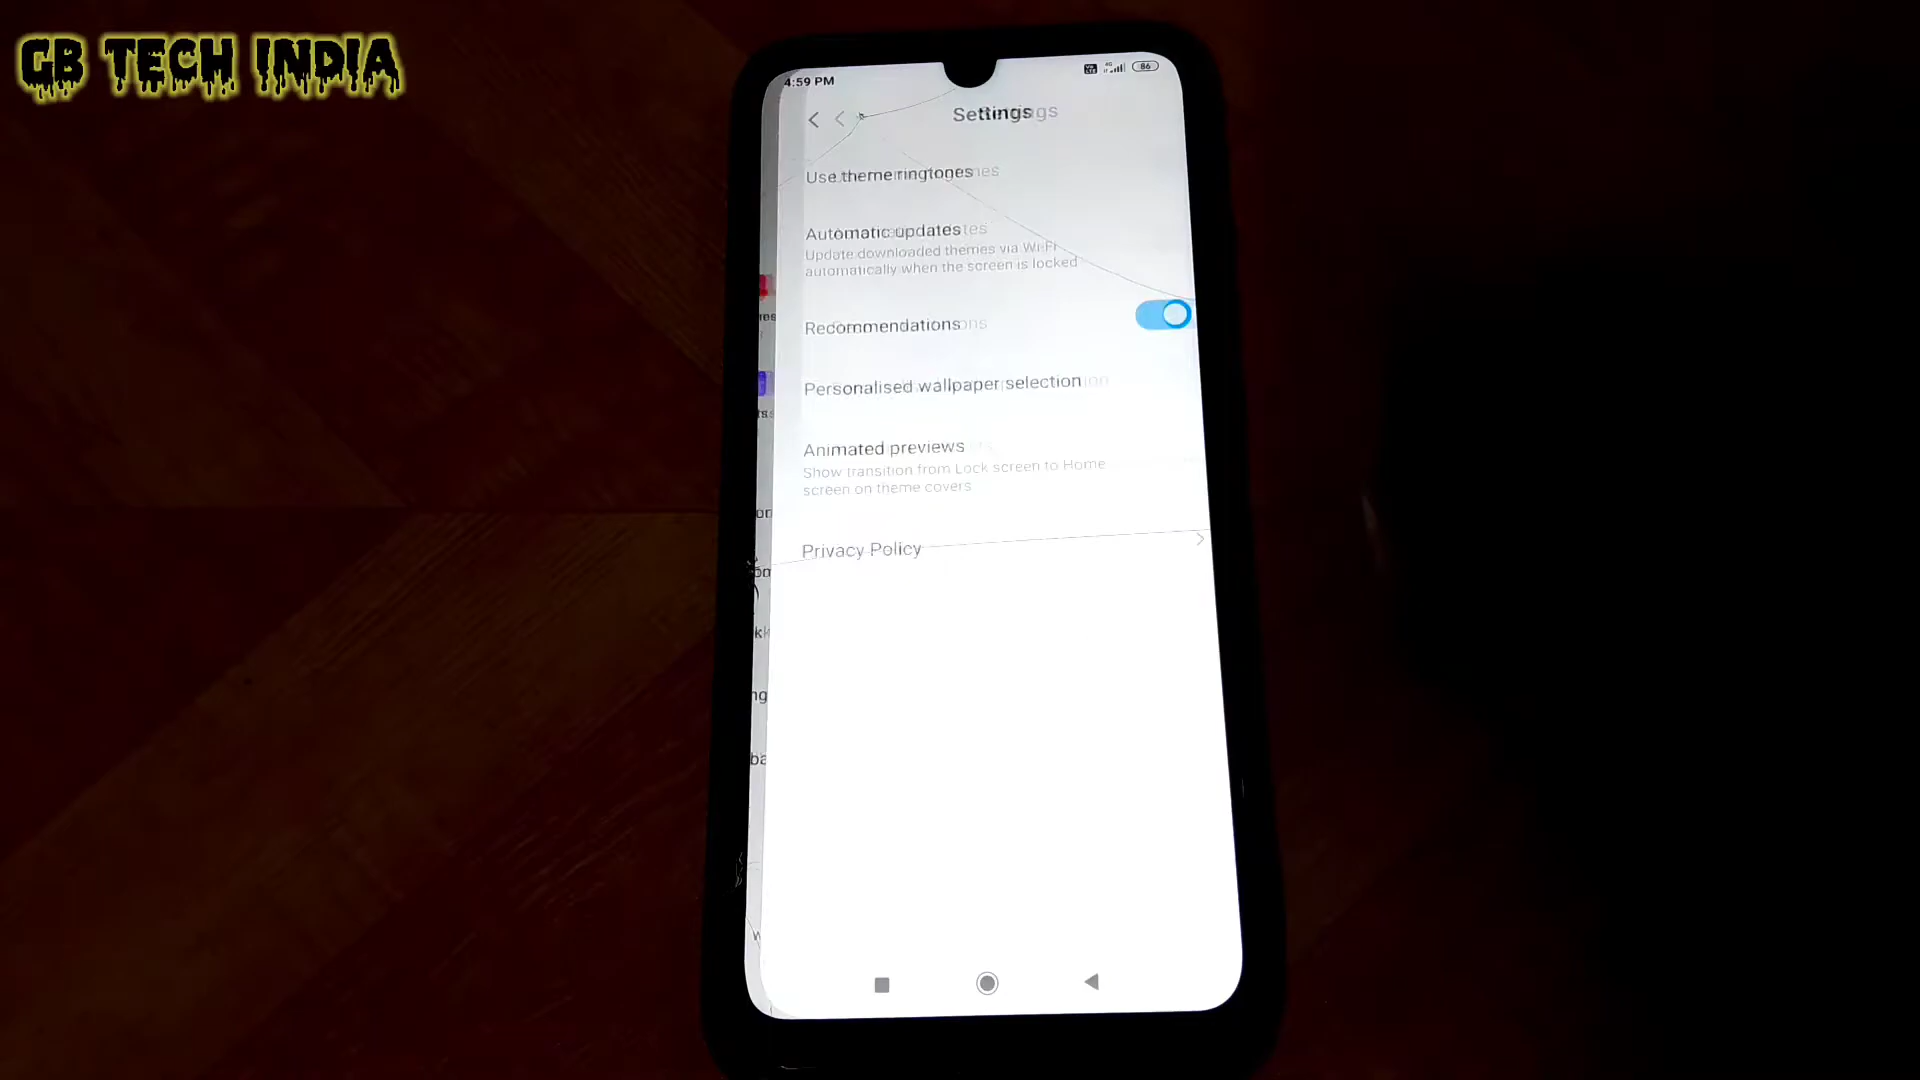 GB TECH INDIA
4:59 PM
86
Settings
Use theme ringtones
Automatic updates
Update downloaded themes via Wi-Fi
automatically when the screen is locked
Recommendations
Personalised wallpaper selection
Animated previews
Show transition from Lock screen to Home
screen on theme covers
Privacy Policy